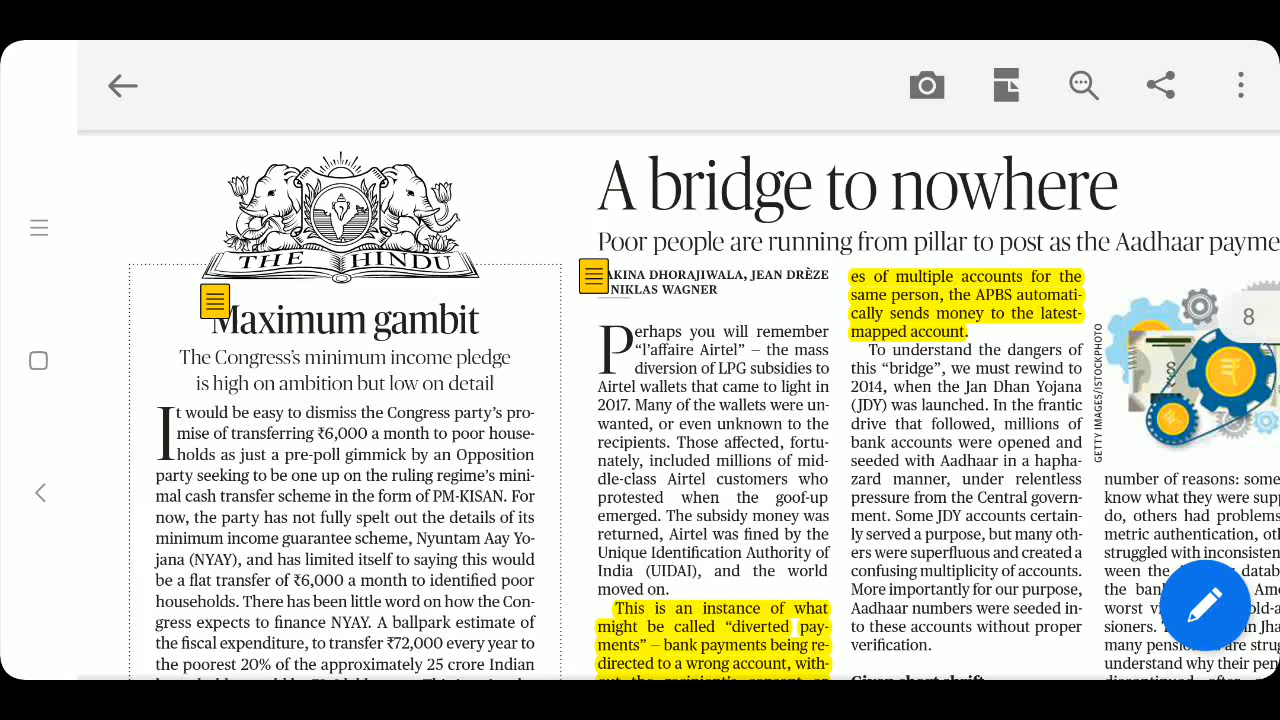 THE HINDU
Maximum gambit
The Congress's minimum income pledge
is high on ambition but low on detail
It would be easy to dismiss the Congress party's pro-
mise of transferring ₹6,000 a month to poor house-
holds as just a pre-poll gimmick by an Opposition
party seeking to be one up on the ruling regime's mini-
mal cash transfer scheme in the form of PM-KISAN. For
now, the party has not fully spelt out the details of its
minimum income guarantee scheme, Nyuntam Aay Yo-
jana (NYAY), and has limited itself to saying this would
be a flat transfer of ₹6,000 a month to identified poor
households. There has been little word on how the Con-
gress expects to finance NYAY. A ballpark estimate of
the fiscal expenditure, to transfer ₹72,000 every year to
the poorest 20% of the approximately 25 crore Indian
A bridge to nowhere
Poor people are running from pillar to post as the Aadhaar payme
AKINA DHORAJIWALA, JEAN DRÈZE
NIKLAS WAGNER
Perhaps you will remember
"l'affaire Airtel" – the mass
diversion of LPG subsidies to
Airtel wallets that came to light in
2017. Many of the wallets were un-
wanted, or even unknown to the
recipients. Those affected, fortu-
nately, included millions of mid-
dle-class Airtel customers who
protested when the goof-up
emerged. The subsidy money was
returned, Airtel was fined by the
Unique Identification Authority of
India (UIDAI), and the world
moved on.
This is an instance of what
might be called "diverted pay-
ments" – bank payments being re-
directed to a wrong account, with-
es of multiple accounts for the
same person, the APBS automati-
cally sends money to the latest-
mapped account.
To understand the dangers of
this "bridge", we must rewind to
2014, when the Jan Dhan Yojana
(JDY) was launched. In the frantic
drive that followed, millions of
bank accounts were opened and
seeded with Aadhaar in a hapha-
zard manner, under relentless
pressure from the Central govern-
ment. Some JDY accounts certain-
ly served a purpose, but many oth-
ers were superfluous and created a
confusing multiplicity of accounts.
More importantly for our purpose,
Aadhaar numbers were seeded in-
to these accounts without proper
verification.
GETTY IMAGES/ISTOCKPHOTO
8
number of reasons: some
know what they were sup
do, others had problems
metric authentication, oth
struggled with inconsisten
ween the datab
the ban Amo
worst vi old-a
sioners. in Jha
many pensio are strug
understand why their pen